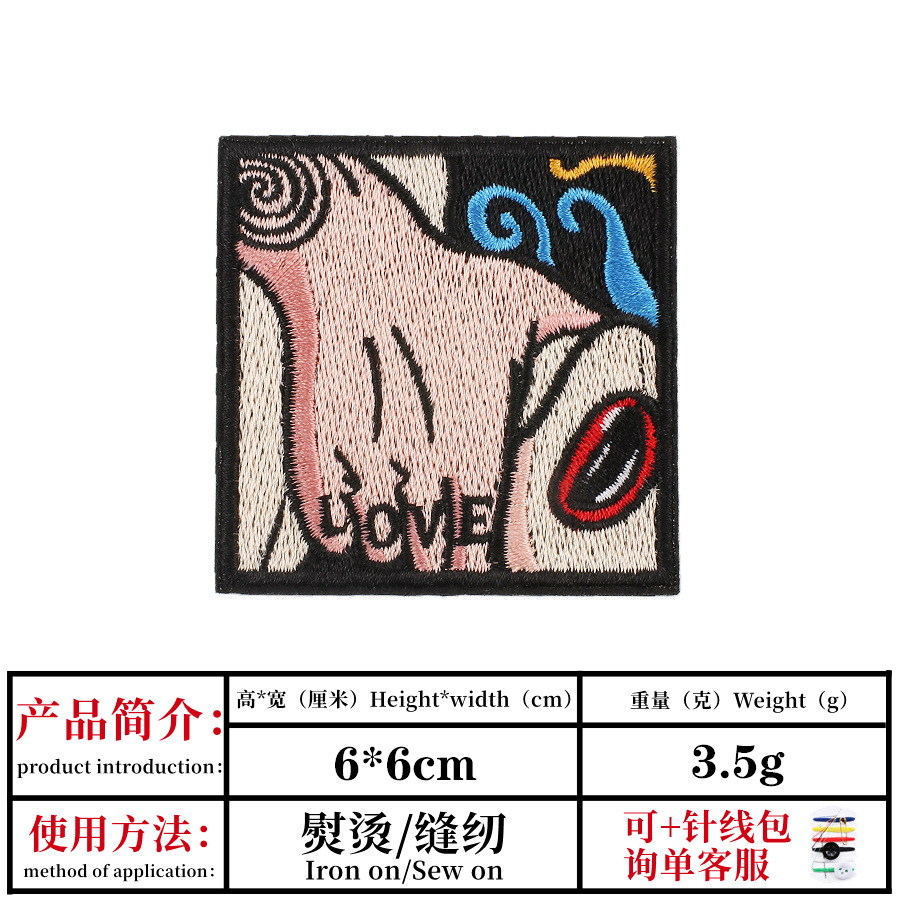 LOVE
产品简介：
product introduction：
高*宽（厘米）Height*width（cm）
重量（克）Weight（g）
6*6cm
3.5g
使用方法：
method of application：
熨烫/缝纫
Iron on/Sew on
可+针线包
询单客服